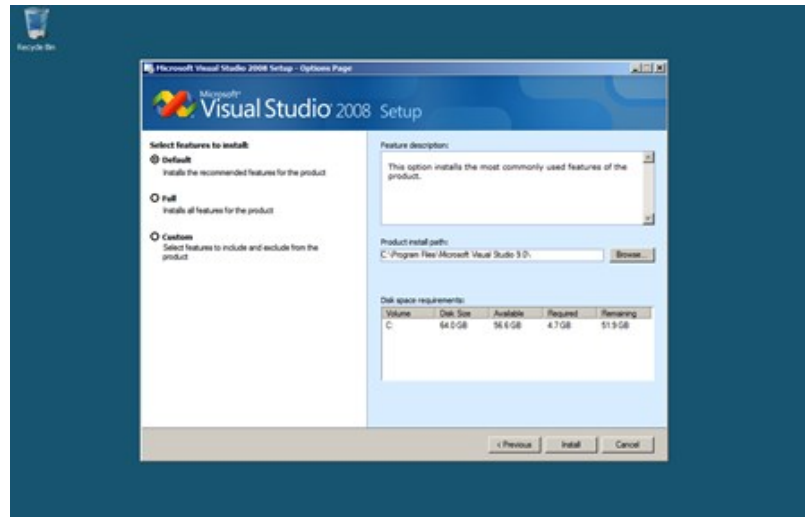 Recycle Bin
Microsoft Visual Studio 2008 Setup - Options Page
Microsoft
Visual Studio 2008 Setup
Select features to install:
Default
Installs the recommended features for the product
Full
Installs all features for the product
Custom
Select features to include and exclude from the
product
Feature description:
This option installs the most commonly used features of the
product.
Product install path:
C:\Program Files\Microsoft Visual Studio 9.0\
Browse...
Disk space requirements:
Volume Disk Size Available Required Remaining
C: 64.0 GB 56.6 GB 4.7 GB 51.9 GB
< Previous Install Cancel